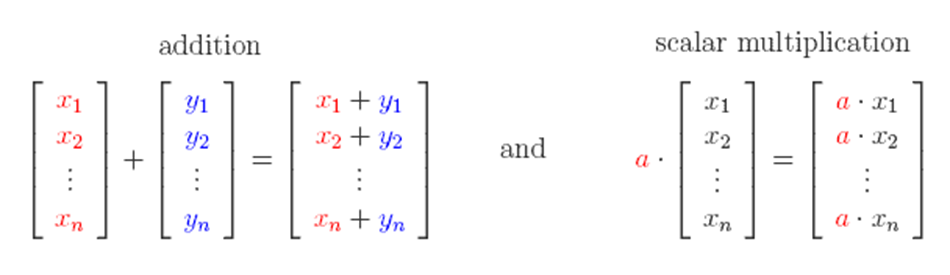 addition
scalar multiplication
[ x₁ ] + [ y₁ ] = [ x₁ + y₁ ]
[ x₂ ] [ y₂ ] [ x₂ + y₂ ]
[ ⋮ ] [ ⋮ ] [ ⋮ ]
[ xₙ ] [ yₙ ] [ xₙ + yₙ ]
and
a · [ x₁ ] = [ a · x₁ ]
[ x₂ ] [ a · x₂ ]
[ ⋮ ] [ ⋮ ]
[ xₙ ] [ a · xₙ ]